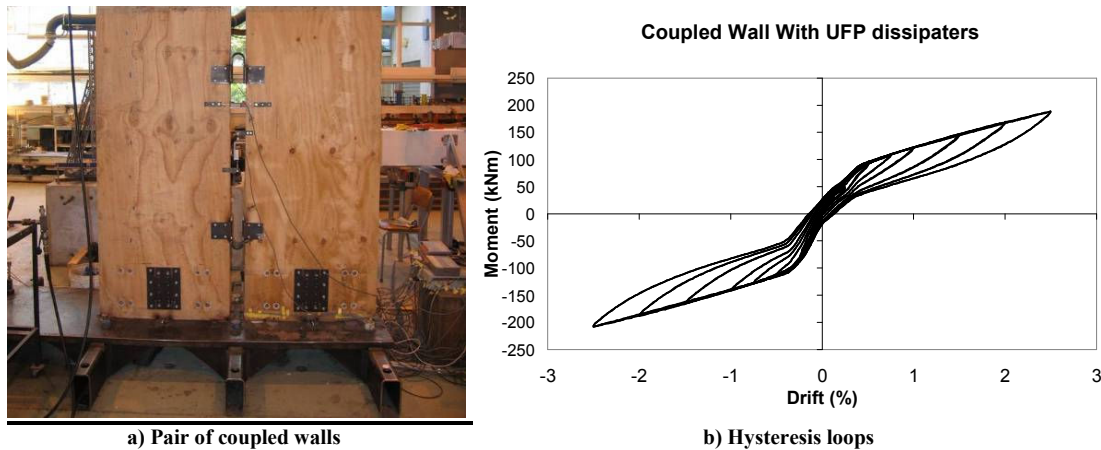 Coupled Wall With UFP dissipaters
250
200
150
100
50
0
-50
-100
-150
-200
-250
Moment (kNm)
-3 -2 -1 0 1 2 3
Drift (%)
a) Pair of coupled walls b) Hysteresis loops